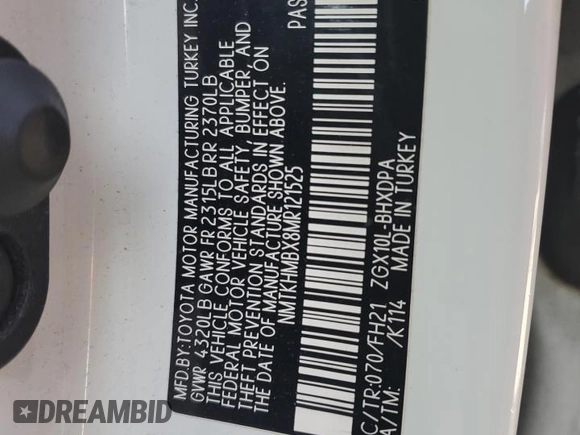 MFD.BY:TOYOTA MOTOR MANUFACTURING TURKEY INC.
GVWR 4320LB GAWR FR 2315LB RR 2370LB
THIS VEHICLE CONFORMS TO ALL APPLICABLE
FEDERAL MOTOR VEHICLE SAFETY, BUMPER, AND
THEFT PREVENTION STANDARDS IN EFFECT ON
THE DATE OF MANUFACTURE SHOWN ABOVE.
NMTKHMBX8MR121525 PAS
C/TR:070/FH21 ZGX10L-BHXDPA
A/TM: /K114 MADE IN TURKEY
DREAMBID